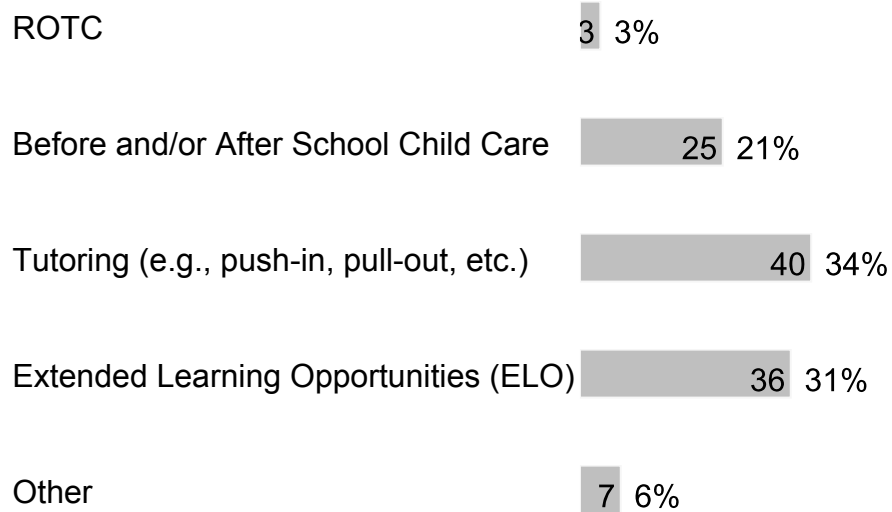 ROTC 3 3%
Before and/or After School Child Care 25 21%
Tutoring (e.g., push-in, pull-out, etc.) 40 34%
Extended Learning Opportunities (ELO) 36 31%
Other 7 6%